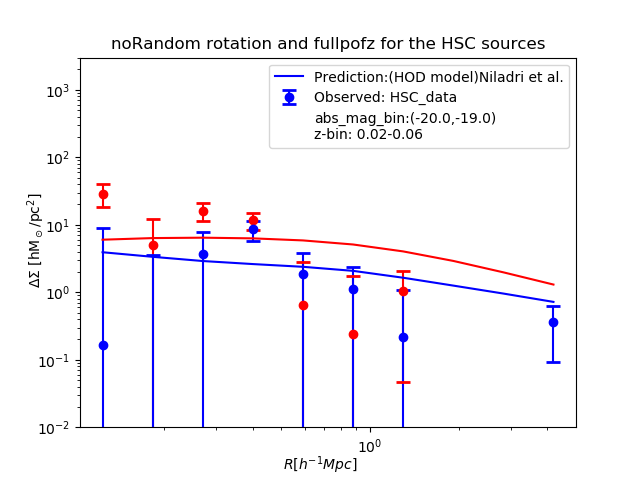 noRandom rotation and fullpofz for the HSC sources
Prediction:(HOD model)Niladri et al.
Observed: HSC_data
abs_mag_bin:(-20.0,-19.0)
z-bin: 0.02-0.06
ΔΣ [hM⊙/pc²]
10³
10²
10¹
10⁰
10⁻¹
10⁻²
10⁰
R[h⁻¹Mpc]